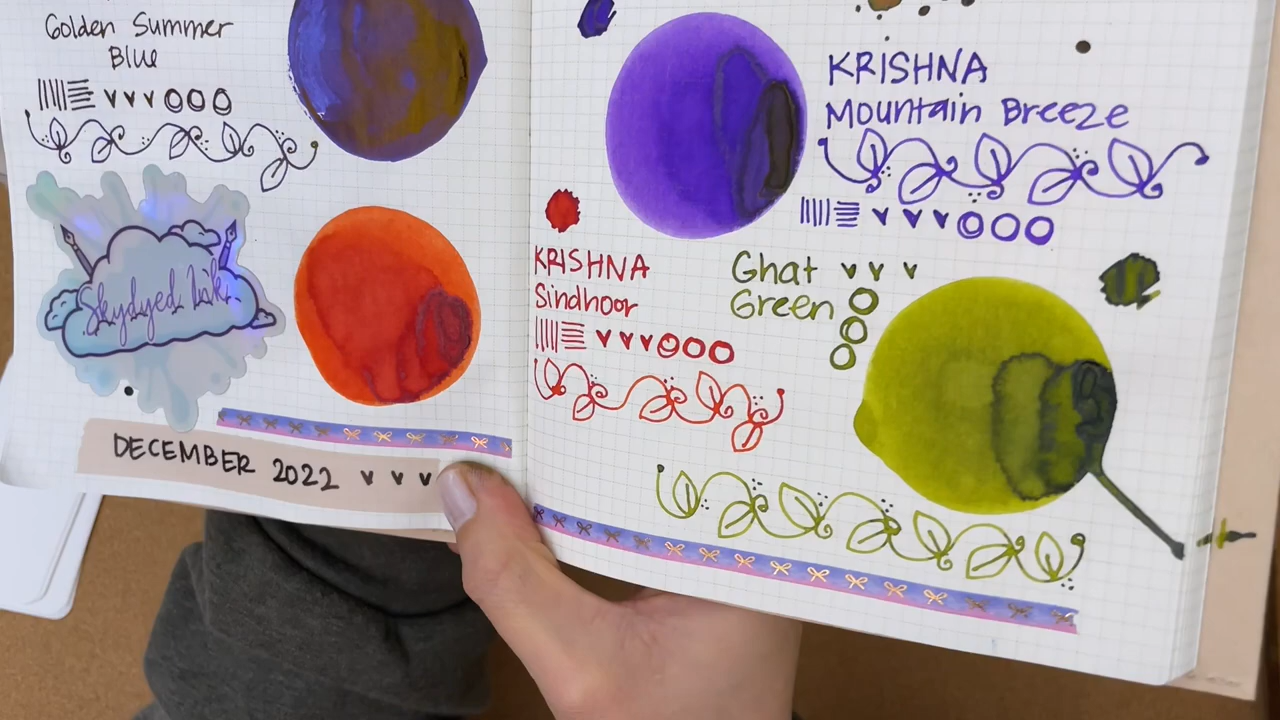 Golden Summer
Blue
Skydyed Ink
DECEMBER 2022
KRISHNA
Mountain Breeze
KRISHNA
Sindhoor
Ghat
Green